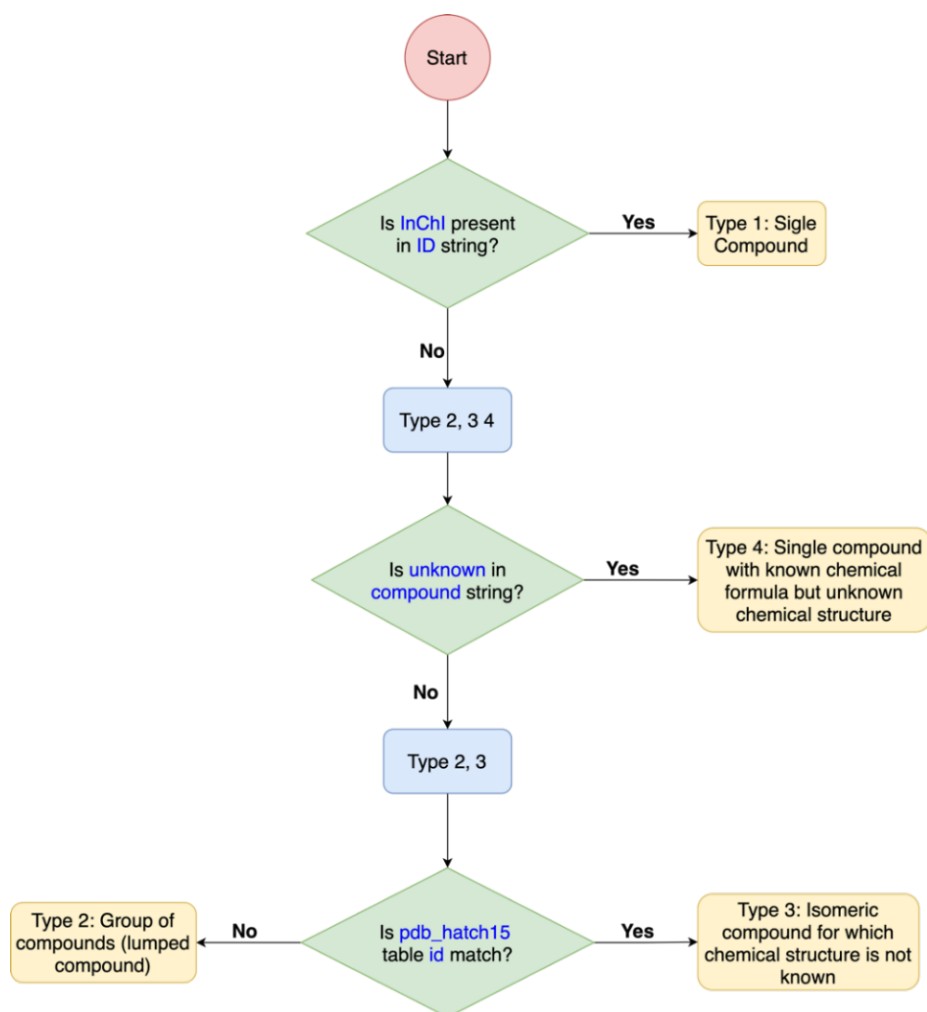 Start
Is InChI present
in ID string?
Yes
Type 1: Sigle
Compound
No
Type 2, 3 4
Is unknown in
compound string?
Yes
Type 4: Single compound
with known chemical
formula but unknown
chemical structure
No
Type 2, 3
Type 2: Group of
compounds (lumped
compound)
No
Is pdb_hatch15
table id match?
Yes
Type 3: Isomeric
compound for which
chemical structure is not
known